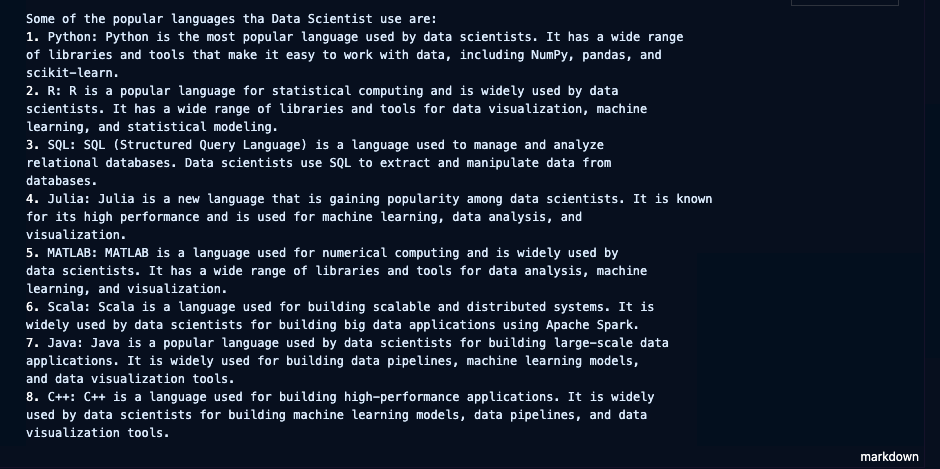 Some of the popular languages tha Data Scientist use are:
1. Python: Python is the most popular language used by data scientists. It has a wide range
of libraries and tools that make it easy to work with data, including NumPy, pandas, and
scikit-learn.
2. R: R is a popular language for statistical computing and is widely used by data
scientists. It has a wide range of libraries and tools for data visualization, machine
learning, and statistical modeling.
3. SQL: SQL (Structured Query Language) is a language used to manage and analyze
relational databases. Data scientists use SQL to extract and manipulate data from
databases.
4. Julia: Julia is a new language that is gaining popularity among data scientists. It is known
for its high performance and is used for machine learning, data analysis, and
visualization.
5. MATLAB: MATLAB is a language used for numerical computing and is widely used by
data scientists. It has a wide range of libraries and tools for data analysis, machine
learning, and visualization.
6. Scala: Scala is a language used for building scalable and distributed systems. It is
widely used by data scientists for building big data applications using Apache Spark.
7. Java: Java is a popular language used by data scientists for building large-scale data
applications. It is widely used for building data pipelines, machine learning models,
and data visualization tools.
8. C++: C++ is a language used for building high-performance applications. It is widely
used by data scientists for building machine learning models, data pipelines, and data
visualization tools.
markdown